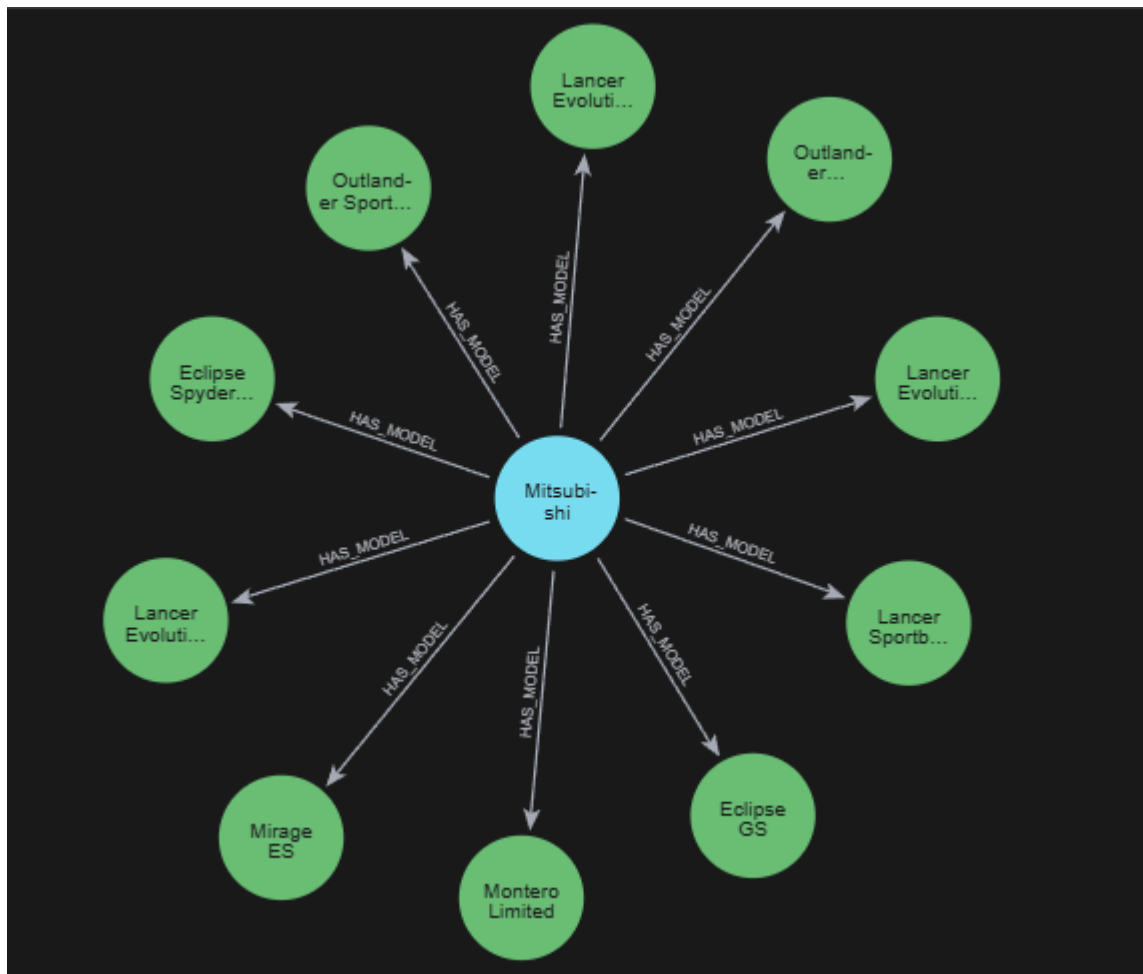 Lancer
Evoluti...
Outland-
er...
Outland-
er Sport...
HAS_MODEL
HAS_MODEL
HAS_MODEL
Eclipse
Spyder...
Lancer
Evoluti...
HAS_MODEL
HAS_MODEL
Mitsubi-
shi
HAS_MODEL
HAS_MODEL
Lancer
Evoluti...
Lancer
Sportb...
HAS_MODEL
HAS_MODEL
HAS_MODEL
Mirage
ES
Eclipse
GS
Montero
Limited